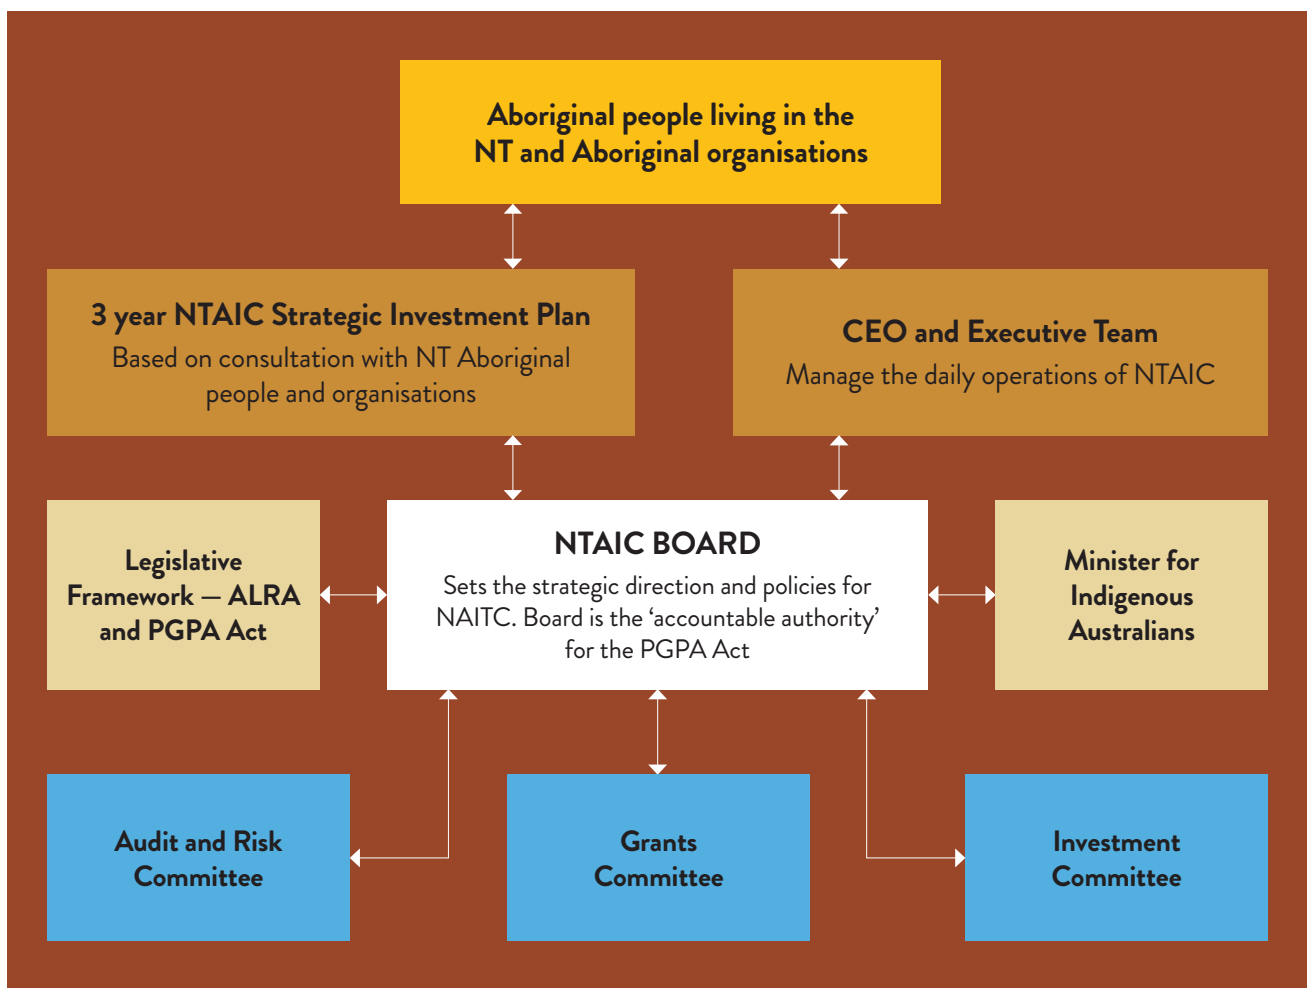 Aboriginal people living in the
NT and Aboriginal organisations
3 year NTAIC Strategic Investment Plan
Based on consultation with NT Aboriginal
people and organisations
CEO and Executive Team
Manage the daily operations of NTAIC
Legislative
Framework — ALRA
and PGPA Act
NTAIC BOARD
Sets the strategic direction and policies for
NAITC. Board is the ‘accountable authority’
for the PGPA Act
Minister for
Indigenous
Australians
Audit and Risk
Committee
Grants
Committee
Investment
Committee